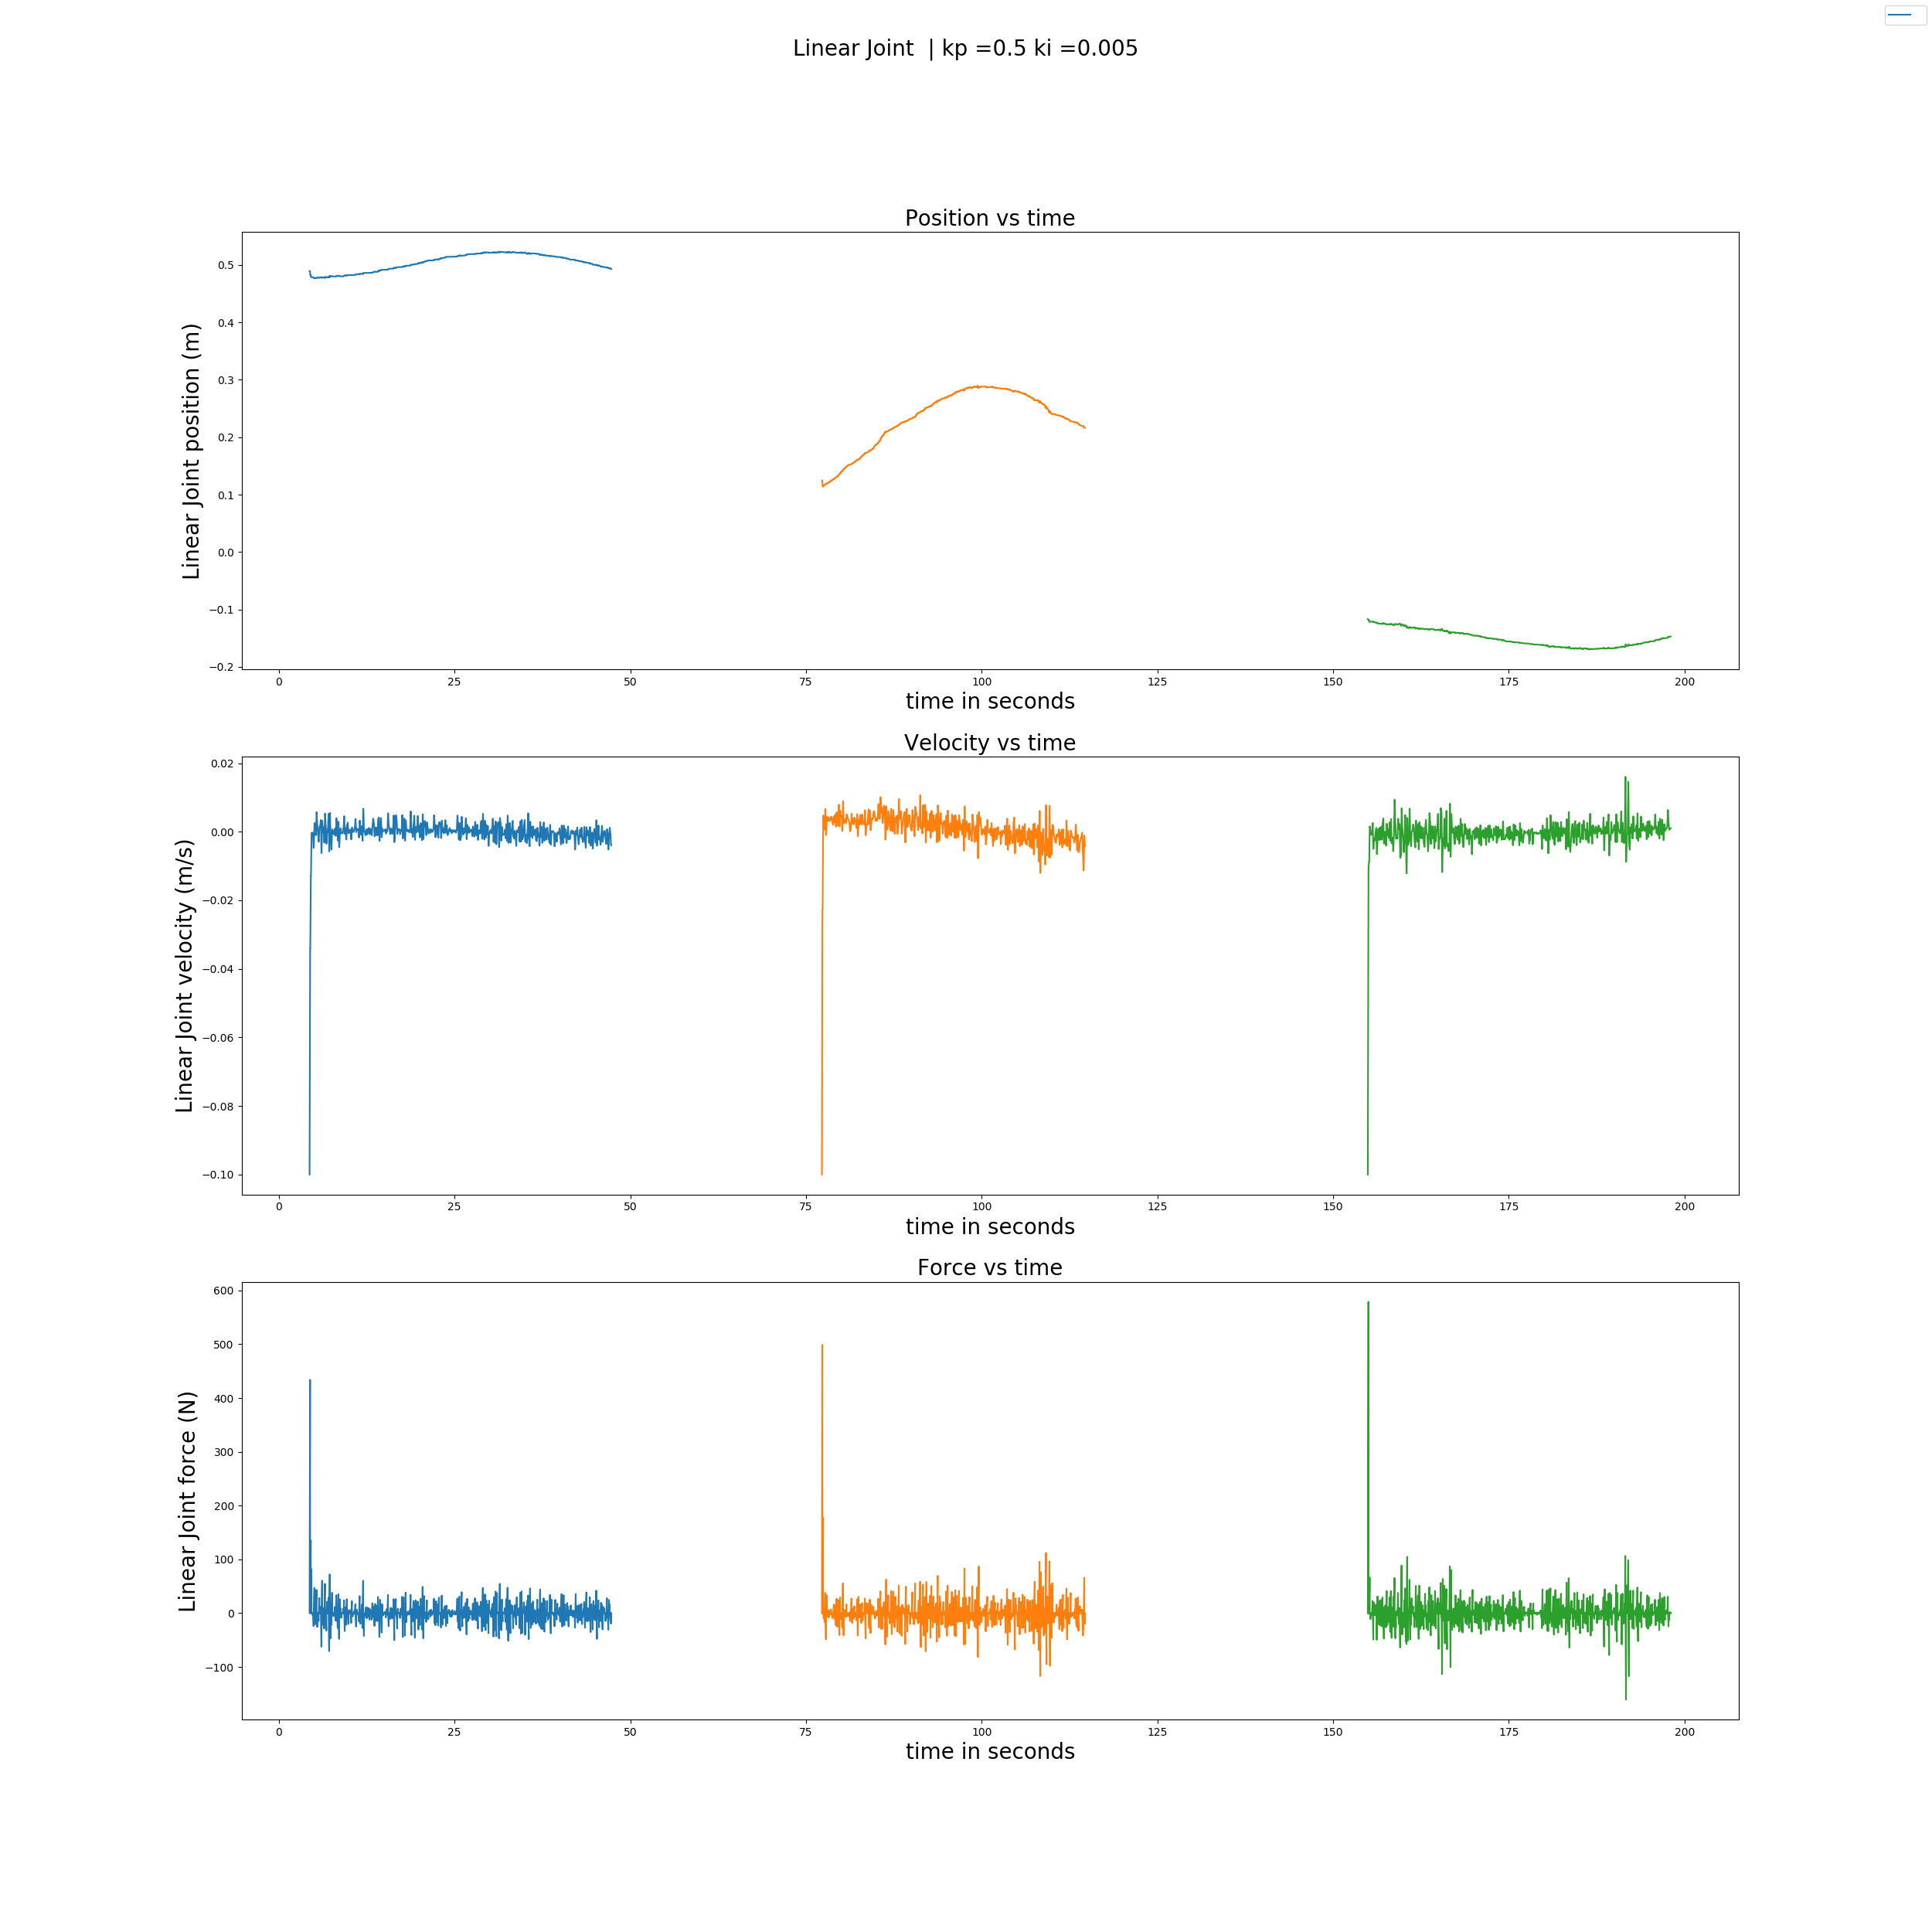 Linear Joint | kp =0.5 ki =0.005
Position vs time
Linear Joint position (m)
0.5
0.4
0.3
0.2
0.1
0.0
−0.1
−0.2
0 25 50 75 100 125 150 175 200
time in seconds
Velocity vs time
Linear Joint velocity (m/s)
0.02
0.00
−0.02
−0.04
−0.06
−0.08
−0.10
0 25 50 75 100 125 150 175 200
time in seconds
Force vs time
Linear Joint force (N)
600
500
400
300
200
100
0
−100
0 25 50 75 100 125 150 175 200
time in seconds